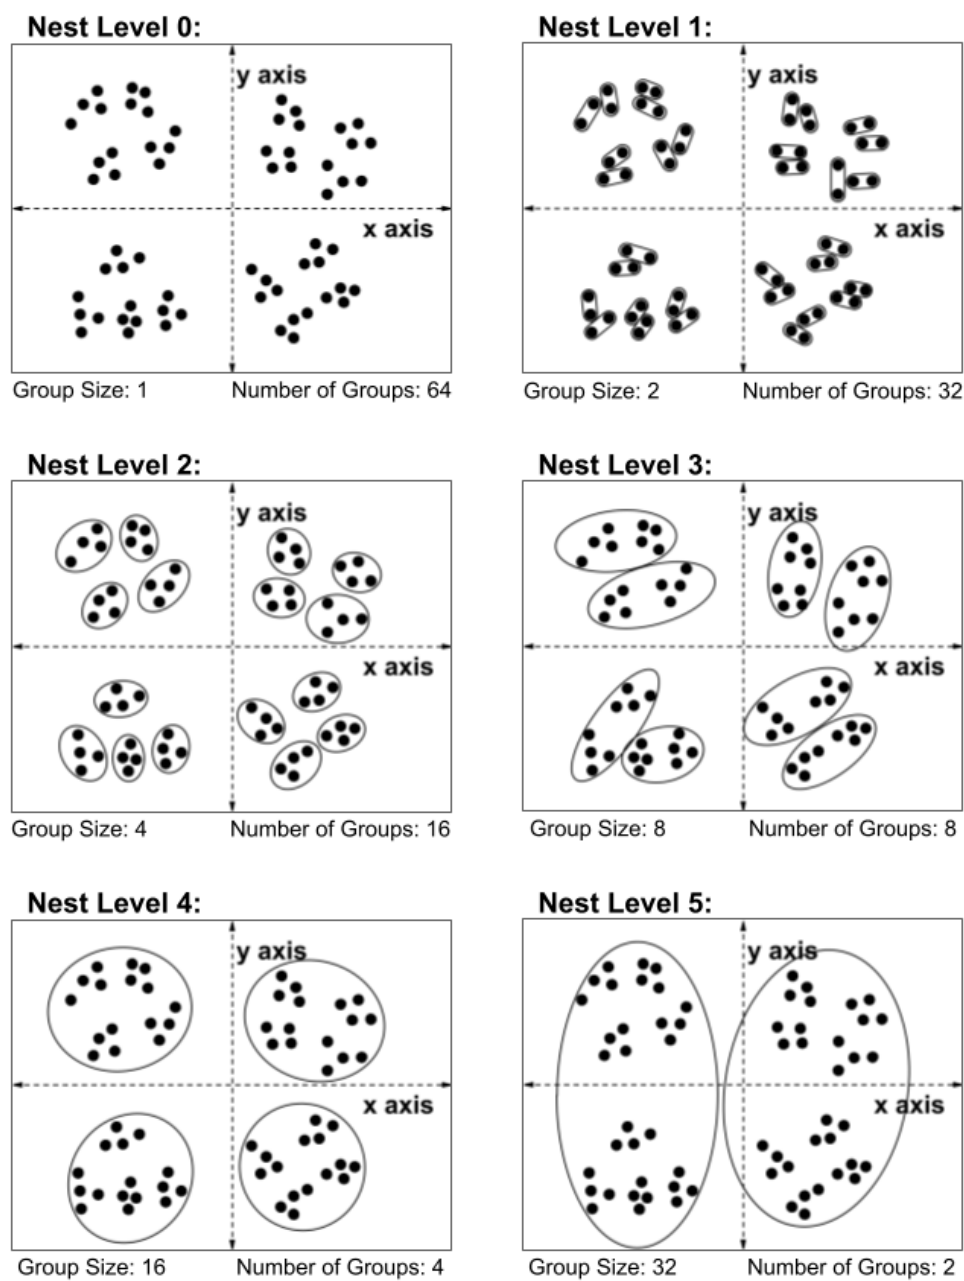 Nest Level 0:
y axis
x axis
Group Size: 1
Number of Groups: 64
Nest Level 1:
y axis
x axis
Group Size: 2
Number of Groups: 32
Nest Level 2:
y axis
x axis
Group Size: 4
Number of Groups: 16
Nest Level 3:
y axis
x axis
Group Size: 8
Number of Groups: 8
Nest Level 4:
y axis
x axis
Group Size: 16
Number of Groups: 4
Nest Level 5:
y axis
x axis
Group Size: 32
Number of Groups: 2